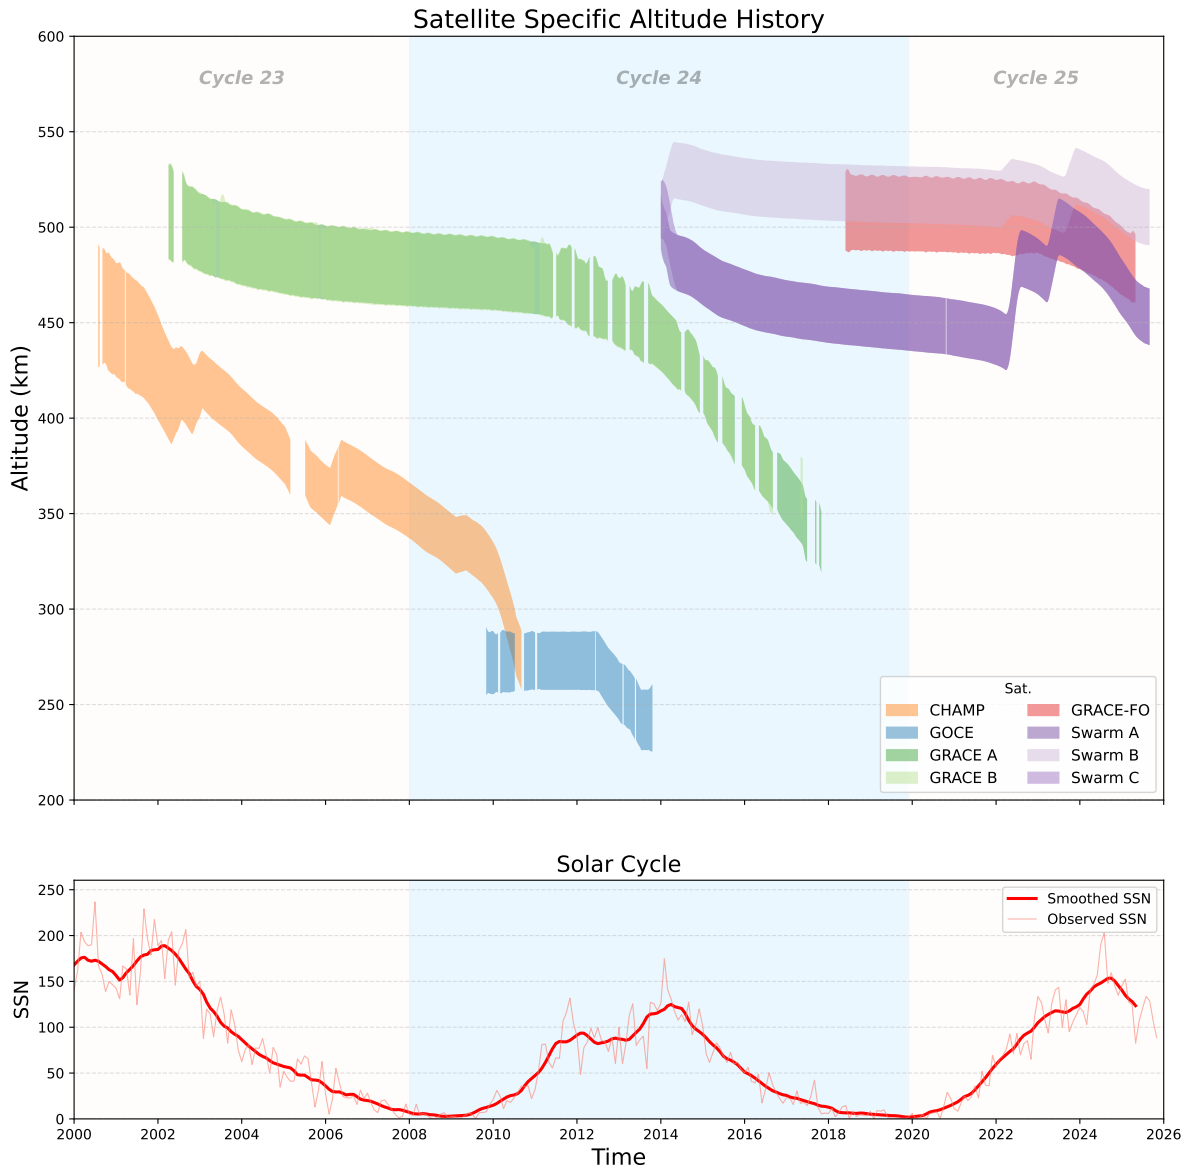 Satellite Specific Altitude History
Cycle 23
Cycle 24
Cycle 25
Altitude (km)
600
550
500
450
400
350
300
250
200
Sat.
CHAMP
GOCE
GRACE A
GRACE B
GRACE-FO
Swarm A
Swarm B
Swarm C
Solar Cycle
SSN
250
200
150
100
50
0
Smoothed SSN
Observed SSN
2000 2002 2004 2006 2008 2010 2012 2014 2016 2018 2020 2022 2024 2026
Time